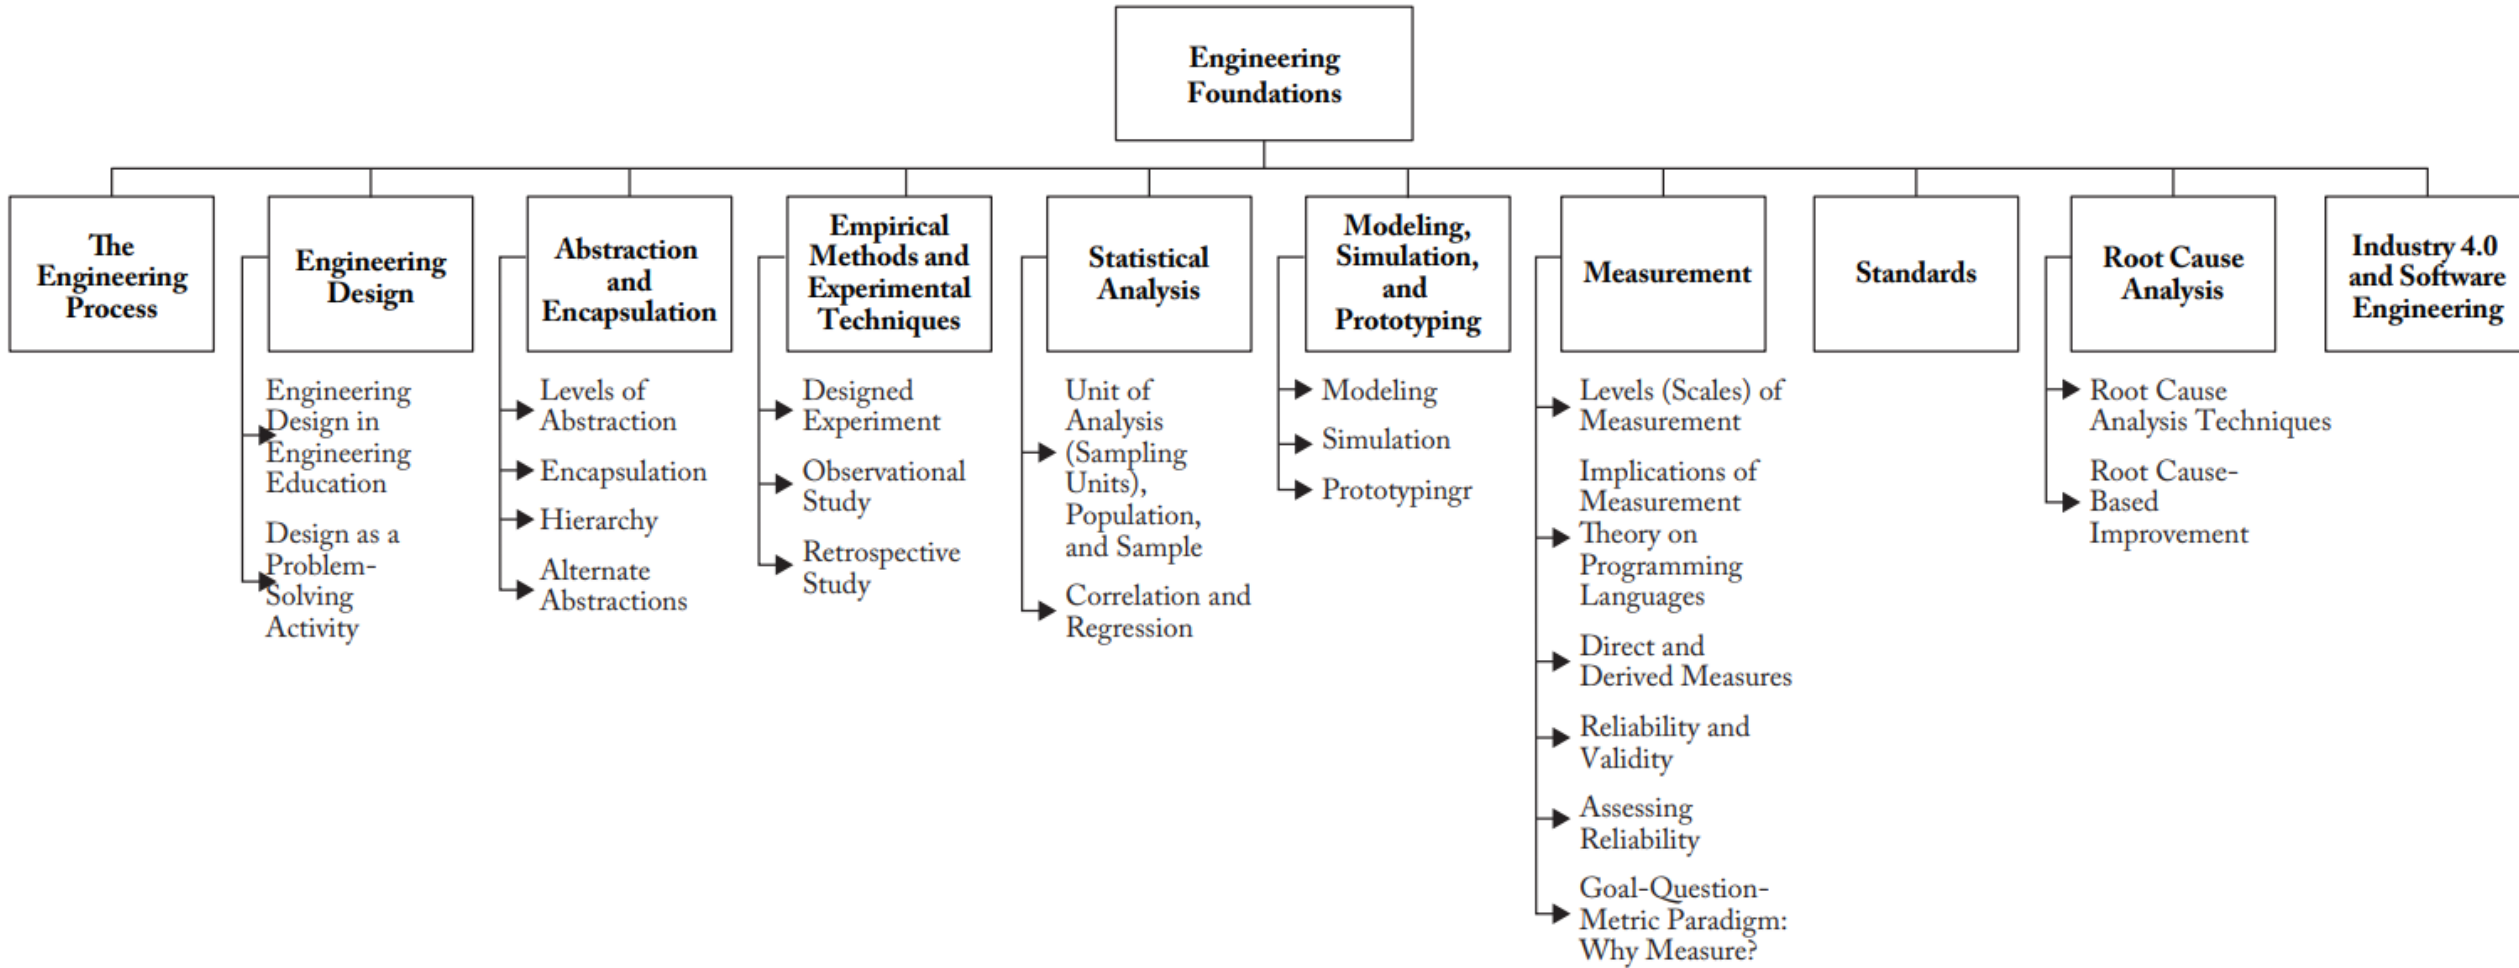 Engineering
Foundations
The
Engineering
Process
Engineering
Design
Engineering
Design in
Engineering
Education
Design as a
Problem-
Solving
Activity
Abstraction
and
Encapsulation
Levels of
Abstraction
Encapsulation
Hierarchy
Alternate
Abstractions
Empirical
Methods and
Experimental
Techniques
Designed
Experiment
Observational
Study
Retrospective
Study
Statistical
Analysis
Unit of
Analysis
(Sampling
Units),
Population,
and Sample
Correlation and
Regression
Modeling,
Simulation,
and
Prototyping
Modeling
Simulation
Prototypingr
Measurement
Levels (Scales) of
Measurement
Implications of
Measurement
Theory on
Programming
Languages
Direct and
Derived Measures
Reliability and
Validity
Assessing
Reliability
Goal-Question-
Metric Paradigm:
Why Measure?
Standards
Root Cause
Analysis
Root Cause
Analysis Techniques
Root Cause-
Based
Improvement
Industry 4.0
and Software
Engineering